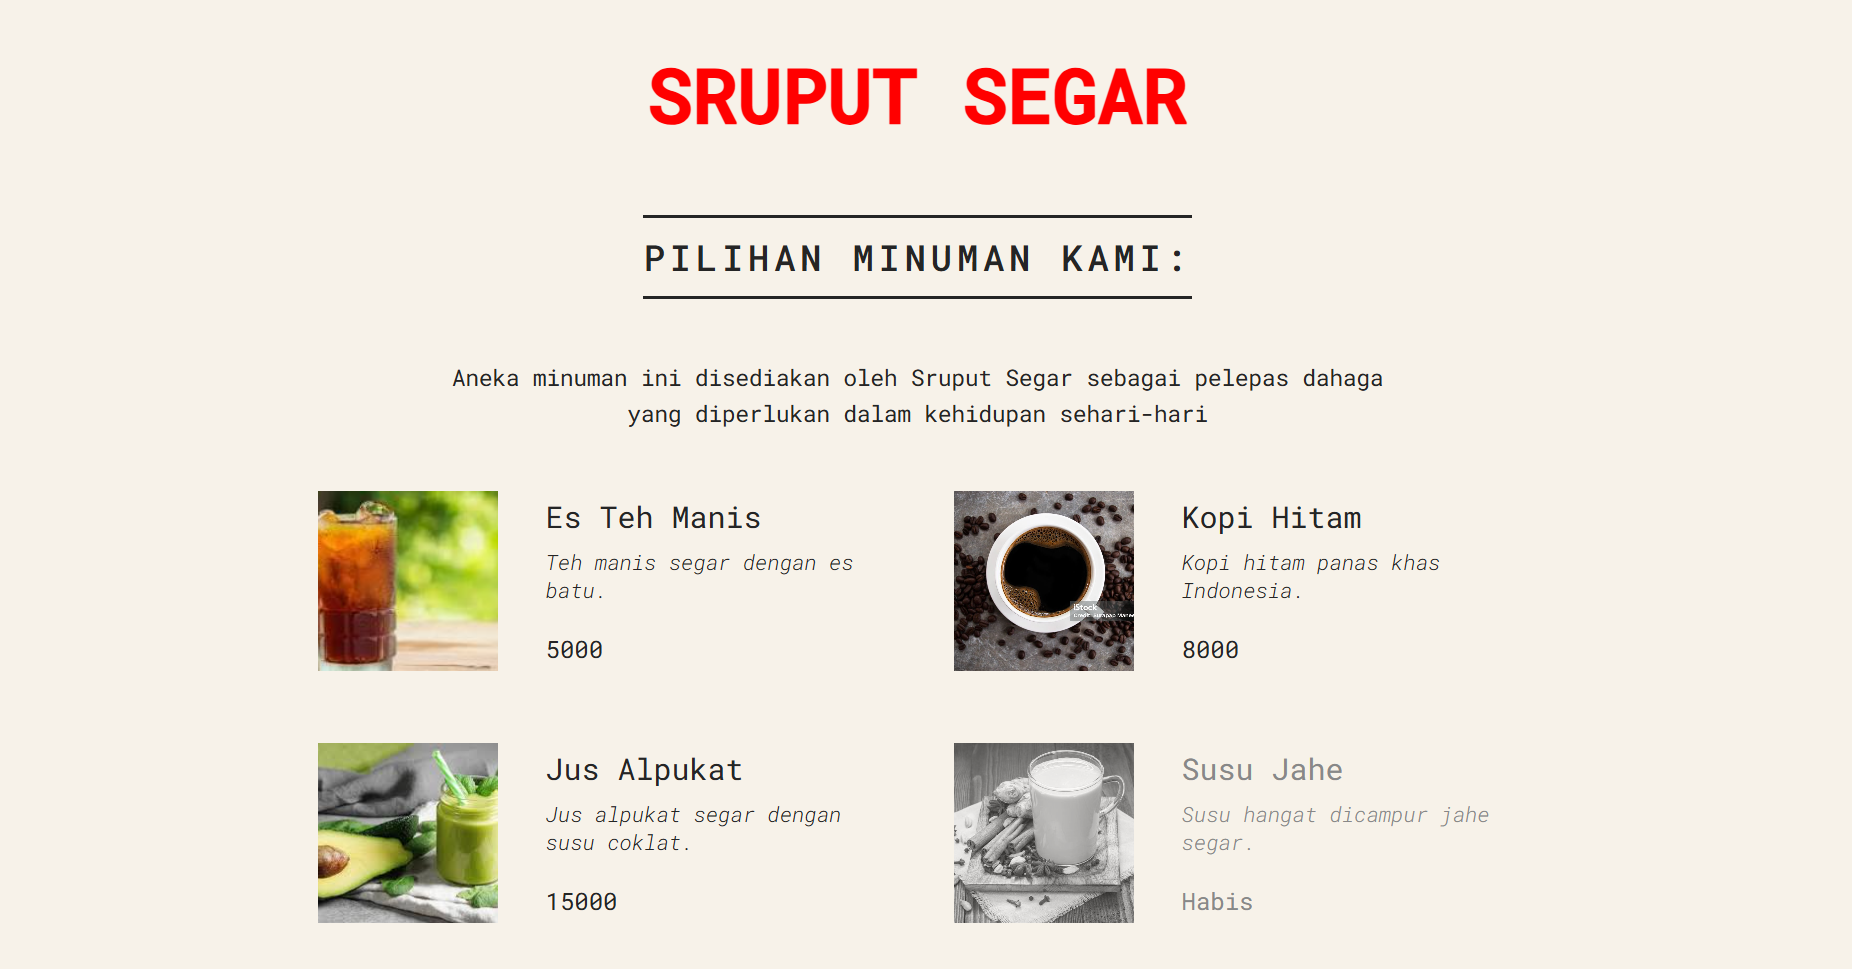 SRUPUT SEGAR
PILIHAN MINUMAN KAMI:
Aneka minuman ini disediakan oleh Sruput Segar sebagai pelepas dahaga
yang diperlukan dalam kehidupan sehari-hari
Es Teh Manis
Teh manis segar dengan es
batu.
5000
Kopi Hitam
Kopi hitam panas khas
Indonesia.
8000
iStock
Credit:
Jus Alpukat
Jus alpukat segar dengan
susu coklat.
15000
Susu Jahe
Susu hangat dicampur jahe
segar.
Habis